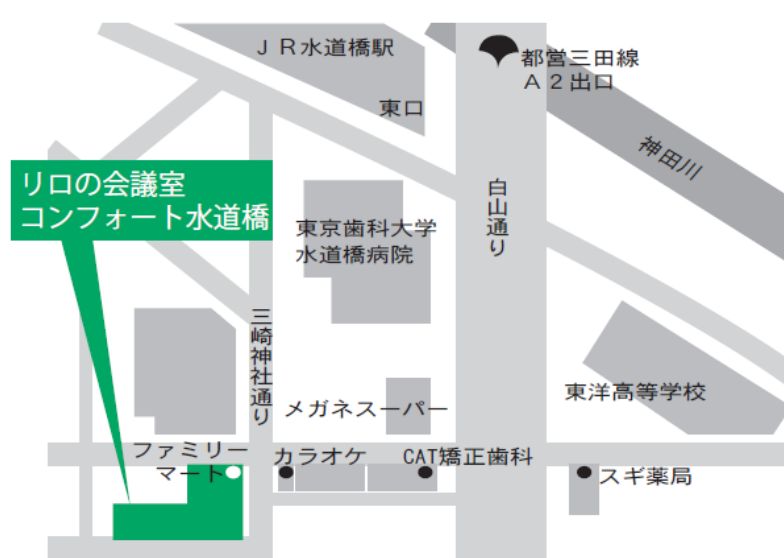 ＪＲ水道橋駅
都営三田線
Ａ２出口
東口
神田川
リロの会議室
コンフォート水道橋
白山通り
東京歯科大学
水道橋病院
三崎神社通り
東洋高等学校
メガネスーパー
ファミリー
マート
カラオケ
CAT矯正歯科
スギ薬局